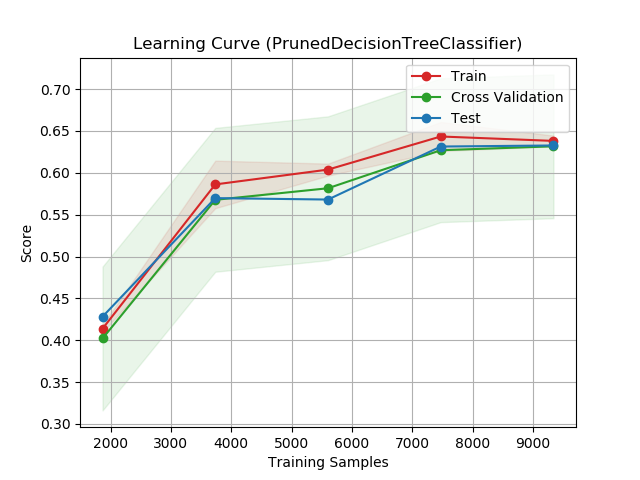 Learning Curve (PrunedDecisionTreeClassifier)
Train
Cross Validation
Test
0.70
0.65
0.60
0.55
0.50
0.45
0.40
0.35
0.30
Score
2000 3000 4000 5000 6000 7000 8000 9000
Training Samples